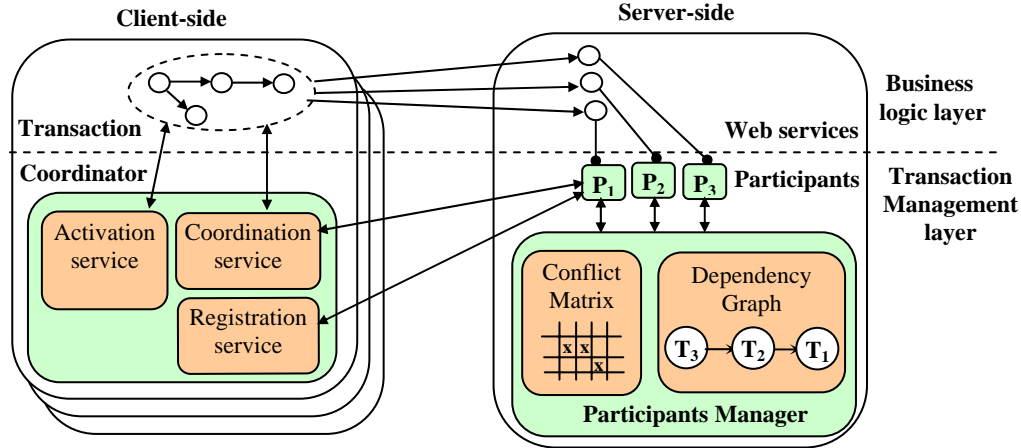 Client-side
Server-side
Transaction
Web services
Business
logic layer
Coordinator
Participants
Transaction
Management
layer
P1
P2
P3
Activation
service
Coordination
service
Registration
service
Conflict
Matrix
x x
x
Dependency
Graph
T3
T2
T1
Participants Manager